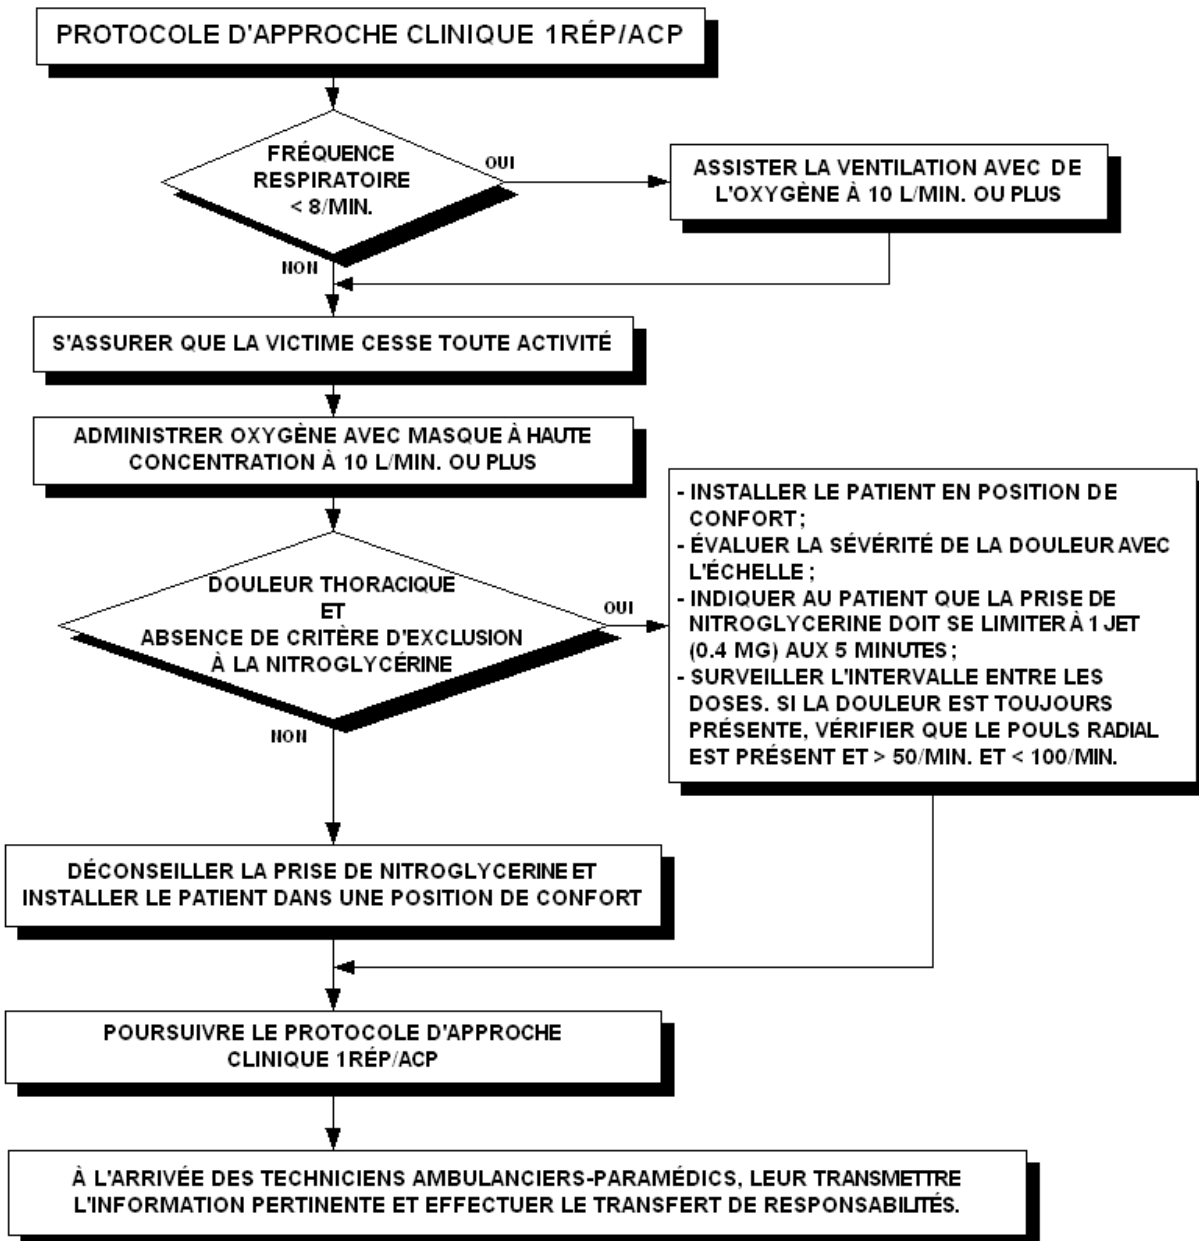 PROTOCOLE D'APPROCHE CLINIQUE 1RÉP/ACP
FRÉQUENCE
RESPIRATOIRE
< 8/MIN.
OUI
ASSISTER LA VENTILATION AVEC DE
L'OXYGÈNE À 10 L/MIN. OU PLUS
NON
S'ASSURER QUE LA VICTIME CESSE TOUTE ACTIVITÉ
ADMINISTRER OXYGÈNE AVEC MASQUE À HAUTE
CONCENTRATION À 10 L/MIN. OU PLUS
DOULEUR THORACIQUE
ET
ABSENCE DE CRITÈRE D'EXCLUSION
À LA NITROGLYCÉRINE
OUI
- INSTALLER LE PATIENT EN POSITION DE
CONFORT;
- ÉVALUER LA SÉVÉRITÉ DE LA DOULEUR AVEC
L'ÉCHELLE;
- INDIQUER AU PATIENT QUE LA PRISE DE
NITROGLYCERINE DOIT SE LIMITER À 1 JET
(0.4 MG) AUX 5 MINUTES;
- SURVEILLER L'INTERVALLE ENTRE LES
DOSES. SI LA DOULEUR EST TOUJOURS
PRÉSENTE, VÉRIFIER QUE LE POULS RADIAL
EST PRÉSENT ET > 50/MIN. ET < 100/MIN.
NON
DÉCONSEILLER LA PRISE DE NITROGLYCERINE ET
INSTALLER LE PATIENT DANS UNE POSITION DE CONFORT
POURSUIVRE LE PROTOCOLE D'APPROCHE
CLINIQUE 1RÉP/ACP
À L'ARRIVÉE DES TECHNICIENS AMBULANCIERS-PARAMÉDICS, LEUR TRANSMETTRE
L'INFORMATION PERTINENTE ET EFFECTUER LE TRANSFERT DE RESPONSABILITÉS.